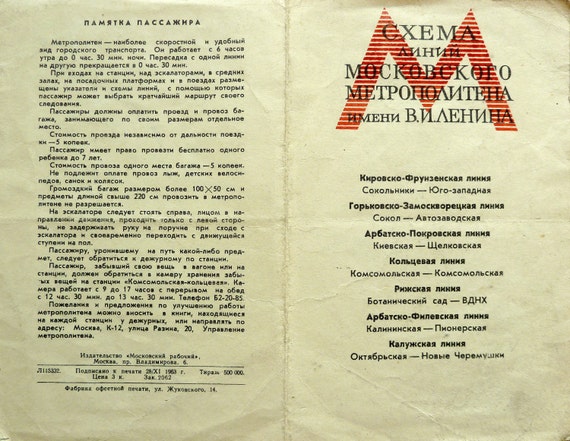 ПАМЯТКА ПАССАЖИРА
Метрополитен — наиболее скоростной и удобный
вид городского транспорта. Он работает с 6 часов
утра до 0 час. 30 мин. ночи. Пересадка с одной линии
на другую прекращается в 0 час. 30 мин.
При входах на станции, над эскалаторами, в средних
залах, на посадочных платформах и в поездах размещены
указатели и схемы линий, с помощью которых
пассажир может выбрать кратчайший маршрут своего
следования.
Пассажиры должны оплатить проезд и провоз багажа,
занимающего по своим размерам отдельное
место.
Стоимость проезда независимо от дальности поездки
— 5 копеек.
Пассажир имеет право провезти бесплатно одного
ребенка до 7 лет.
Стоимость провоза одного места багажа — 5 копеек.
Не подлежит оплате провоз лыж, детских велосипедов,
санок и колясок.
Громоздкий багаж размером более 100×50 см и
предметы длиной свыше 220 см провозить в метрополитене
не разрешается.
На эскалаторе следует стоять справа, лицом в направлении
движения, проходить только с левой стороны,
не задерживать руку на поручне при сходе с
эскалатора и своевременно переходить с движущейся
ступени на пол.
Пассажиру, уронившему на путь какой-либо предмет,
следует обратиться к дежурному по станции.
Пассажир, забывший свою вещь в вагоне или на
станции, должен обратиться в камеру хранения забытых
вещей на станции «Комсомольская-кольцевая». Камера
работает с 9 до 17 часов с перерывом на обед
с 12 час. 30 мин. до 13 час. 30 мин. Телефон Б2-20-85.
Пожелания и предложения по улучшению работы
метрополитена можно вносить в книги, находящиеся
на каждой станции у дежурных, или направлять по
адресу: Москва, К-12, улица Разина, 20, Управление
метрополитена.
Издательство «Московский рабочий»,
Москва, пр. Владимирова, 6.
Л115332. Подписано к печати 28/XI 1963 г. Тираж 500 000.
Цена 3 к. Зак. 2062
Фабрика офсетной печати, ул. Жуковского, 14.
СХЕМА
ЛИНИЙ
МОСКОВСКОГО
МЕТРОПОЛИТЕНА
ИМЕНИ В.И.ЛЕНИНА
Кировско-Фрунзенская линия
Сокольники — Юго-западная
Горьковско-Замоскворецкая линия
Сокол — Автозаводская
Арбатско-Покровская линия
Киевская — Щелковская
Кольцевая линия
Комсомольская — Комсомольская
Рижская линия
Ботанический сад — ВДНХ
Арбатско-Филевская линия
Калининская — Пионерская
Калужская линия
Октябрьская — Новые Черемушки